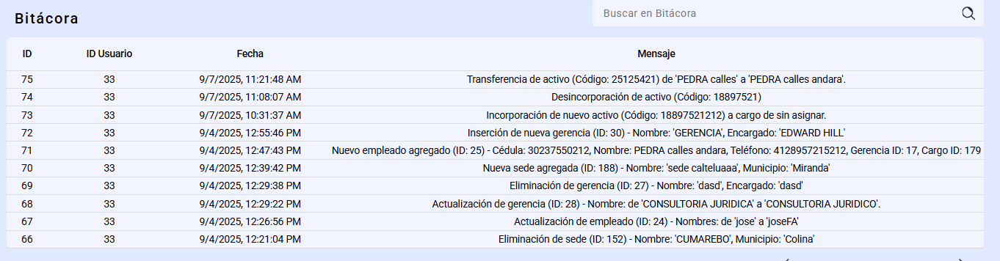 Bitácora
Buscar en Bitácora
ID ID Usuario Fecha Mensaje
75 33 9/7/2025, 11:21:48 AM Transferencia de activo (Código: 25125421) de 'PEDRA calles' a 'PEDRA calles andara'.
74 33 9/7/2025, 11:08:07 AM Desincorporación de activo (Código: 18897521)
73 33 9/7/2025, 10:31:37 AM Incorporación de nuevo activo (Código: 18897521212) a cargo de sin asignar.
72 33 9/4/2025, 12:55:46 PM Inserción de nueva gerencia (ID: 30) - Nombre: 'GERENCIA', Encargado: 'EDWARD HILL'
71 33 9/4/2025, 12:47:43 PM Nuevo empleado agregado (ID: 25) - Cédula: 30237550212, Nombre: PEDRA calles andara, Teléfono: 4128957215212, Gerencia ID: 17, Cargo ID: 179
70 33 9/4/2025, 12:39:42 PM Nueva sede agregada (ID: 188) - Nombre: 'sede calteluaaa', Municipio: 'Miranda'
69 33 9/4/2025, 12:29:38 PM Eliminación de gerencia (ID: 27) - Nombre: 'dasd', Encargado: 'dasd'
68 33 9/4/2025, 12:29:22 PM Actualización de gerencia (ID: 28) - Nombre: de 'CONSULTORIA JURIDICA' a 'CONSULTORIA JURIDICO'.
67 33 9/4/2025, 12:26:56 PM Actualización de empleado (ID: 24) - Nombres: de 'jose' a 'joseFA'
66 33 9/4/2025, 12:21:04 PM Eliminación de sede (ID: 152) - Nombre: 'CUMAREBO', Municipio: 'Colina'